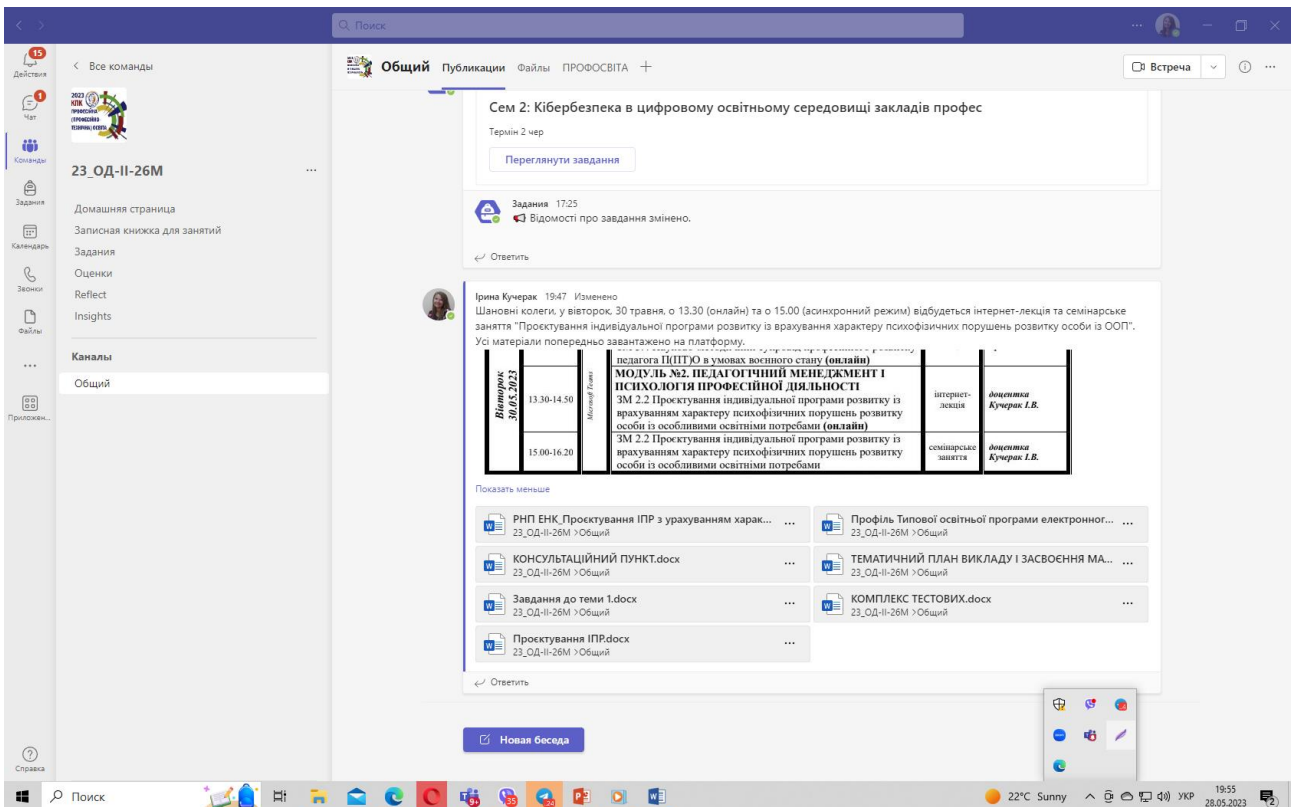 Поиск
15
Действия
Чат
Команды
Задания
Календарь
Звонки
Файлы
Приложен...
Справка
Все команды
2023
КПК
23_ОД-ІІ-26М
Домашняя страница
Записная книжка для занятий
Задания
Оценки
Reflect
Insights
Каналы
Общий
Общий Публикации Файлы ПРОФОСВІТА
Встреча
Сем 2: Кібербезпека в цифровому освітньому середовищі закладів профес
Термін 2 чер
Переглянути завдання
Задания 17:25
Відомості про завдання змінено.
Ответить
Ірина Кучерак 19:47 Изменено
Шановні колеги, у вівторок, 30 травня, о 13.30 (онлайн) та о 15.00 (асинхронний режим) відбудеться інтернет-лекція та семінарське
заняття "Проєктування індивідуальної програми розвитку із врахування характеру психофізичних порушень розвитку особи із ООП".
Усі матеріали попередньо завантажено на платформу.
педагога П(ПТ)О в умовах воєнного стану (онлайн)
Вівторок
30.05.2023
13.30-14.50
Microsoft Teams
МОДУЛЬ №2. ПЕДАГОГІЧНИЙ МЕНЕДЖМЕНТ І
ПСИХОЛОГІЯ ПРОФЕСІЙНОЇ ДІЯЛЬНОСТІ
ЗМ 2.2 Проєктування індивідуальної програми розвитку із
врахуванням характеру психофізичних порушень розвитку
особи із особливими освітніми потребами (онлайн)
інтернет-
лекція
доцентка
Кучерак І.В.
15.00-16.20
ЗМ 2.2 Проєктування індивідуальної програми розвитку із
врахуванням характеру психофізичних порушень розвитку
особи із особливими освітніми потребами
семінарське
заняття
доцентка
Кучерак І.В.
Показать меньше
РНП ЕНК_Проєктування ІПР з урахуванням харак...
23_ОД-ІІ-26М >Общий
Профіль Типової освітньої програми електронног...
23_ОД-ІІ-26М >Общий
КОНСУЛЬТАЦІЙНИЙ ПУНКТ.docx
23_ОД-ІІ-26М >Общий
ТЕМАТИЧНИЙ ПЛАН ВИКЛАДУ І ЗАСВОЄННЯ МА...
23_ОД-ІІ-26М >Общий
Завдання до теми 1.docx
23_ОД-ІІ-26М >Общий
КОМПЛЕКС ТЕСТОВИХ.docx
23_ОД-ІІ-26М >Общий
Проєктування ІПР.docx
23_ОД-ІІ-26М >Общий
Ответить
Новая беседа
Поиск
22°C Sunny
УКР
19:55
28.05.2023